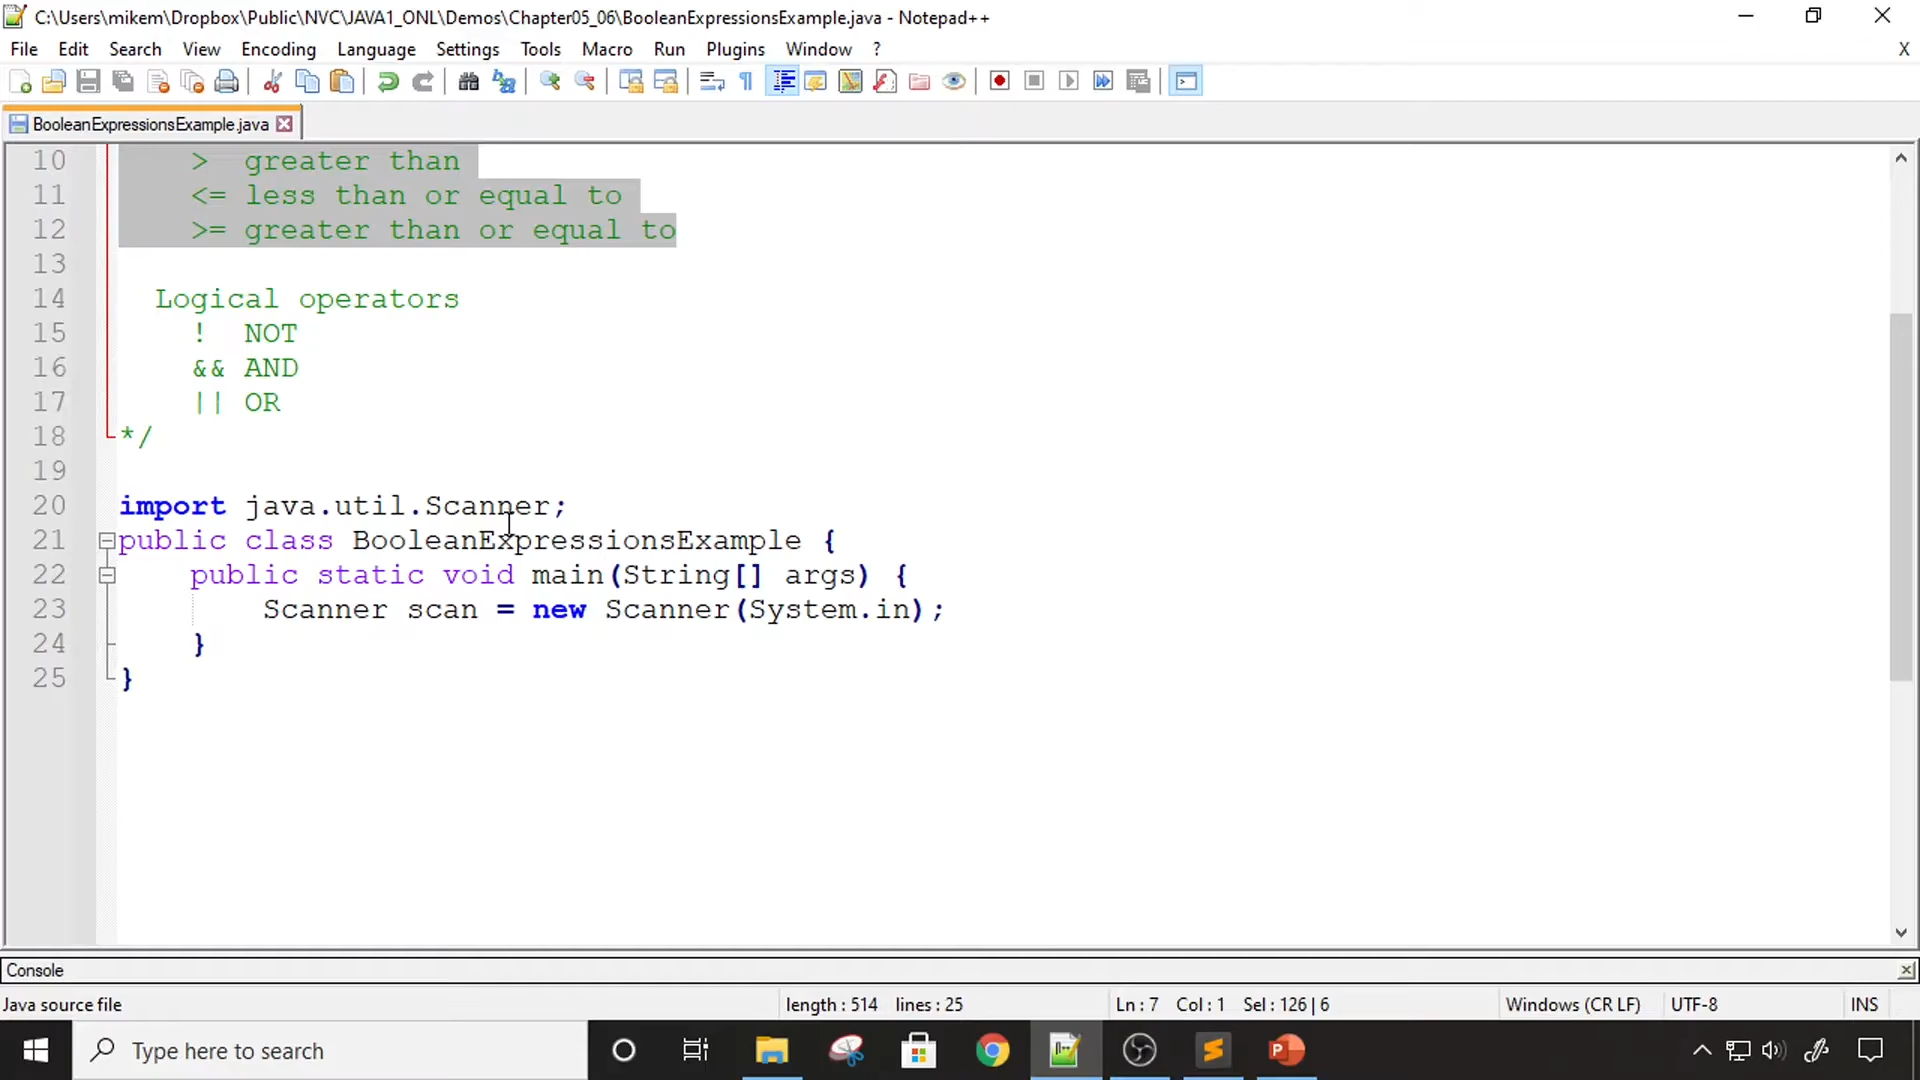 C:\Users\mikem\Dropbox\Public\NVC\JAVA1_ONL\Demos\Chapter05_06\BooleanExpressionsExample.java - Notepad++
File Edit Search View Encoding Language Settings Tools Macro Run Plugins Window ? X
BooleanExpressionsExample.java
10 > greater than
11 <= less than or equal to
12 >= greater than or equal to
13
14 Logical operators
15 ! NOT
16 && AND
17 || OR
18 */
19
20 import java.util.Scanner;
21 public class BooleanExpressionsExample {
22 public static void main(String[] args) {
23 Scanner scan = new Scanner(System.in);
24 }
25 }
Console
Java source file length : 514 lines : 25 Ln : 7 Col : 1 Sel : 126 | 6 Windows (CR LF) UTF-8 INS
Type here to search